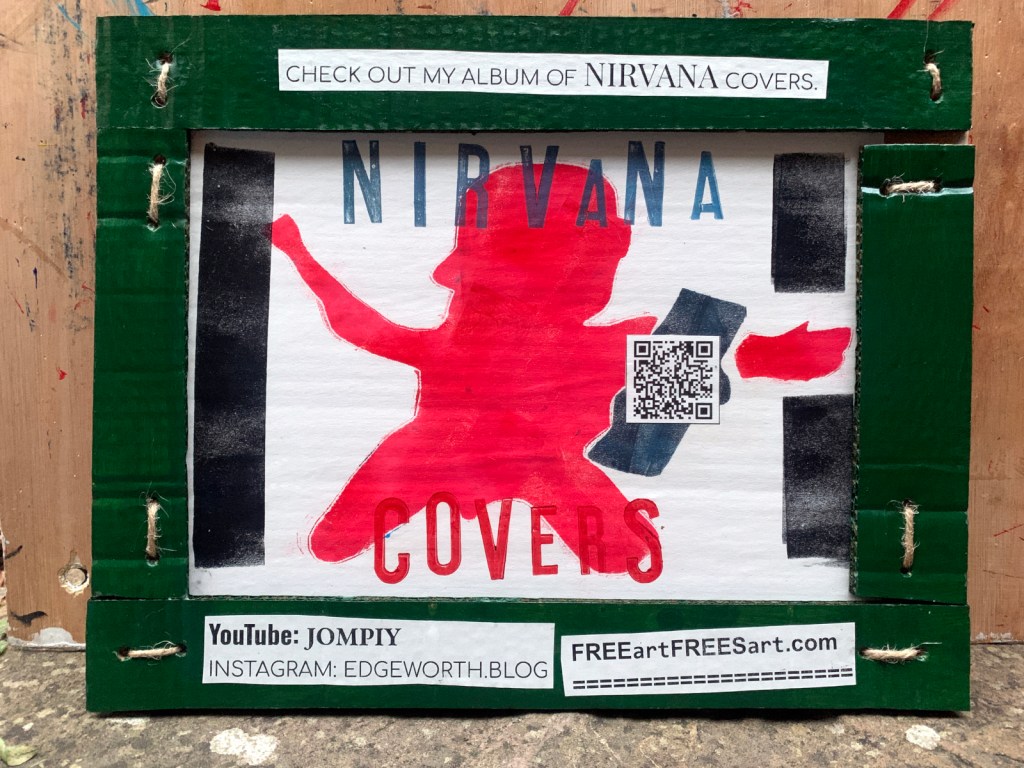 CHECK OUT MY ALBUM OF NIRVANA COVERS.
NIRVANA
COVERS
YouTube: JOMPIY
INSTAGRAM: EDGEWORTH.BLOG
FREEartFREESart.com
====================